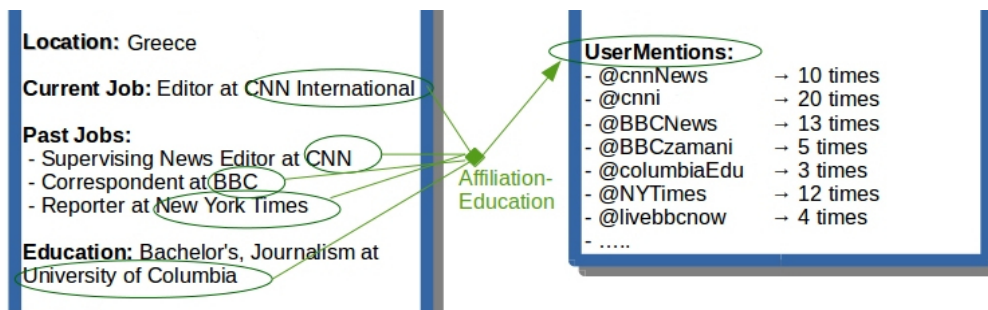 Location: Greece
Current Job: Editor at CNN International
Past Jobs:
- Supervising News Editor at CNN
- Correspondent at BBC
- Reporter at New York Times
Education: Bachelor's, Journalism at
University of Columbia
Affiliation-
Education
UserMentions:
- @cnnNews → 10 times
- @cnni → 20 times
- @BBCNews → 13 times
- @BBCzamani → 5 times
- @columbiaEdu → 3 times
- @NYTimes → 12 times
- @livebbcnow → 4 times
- .....